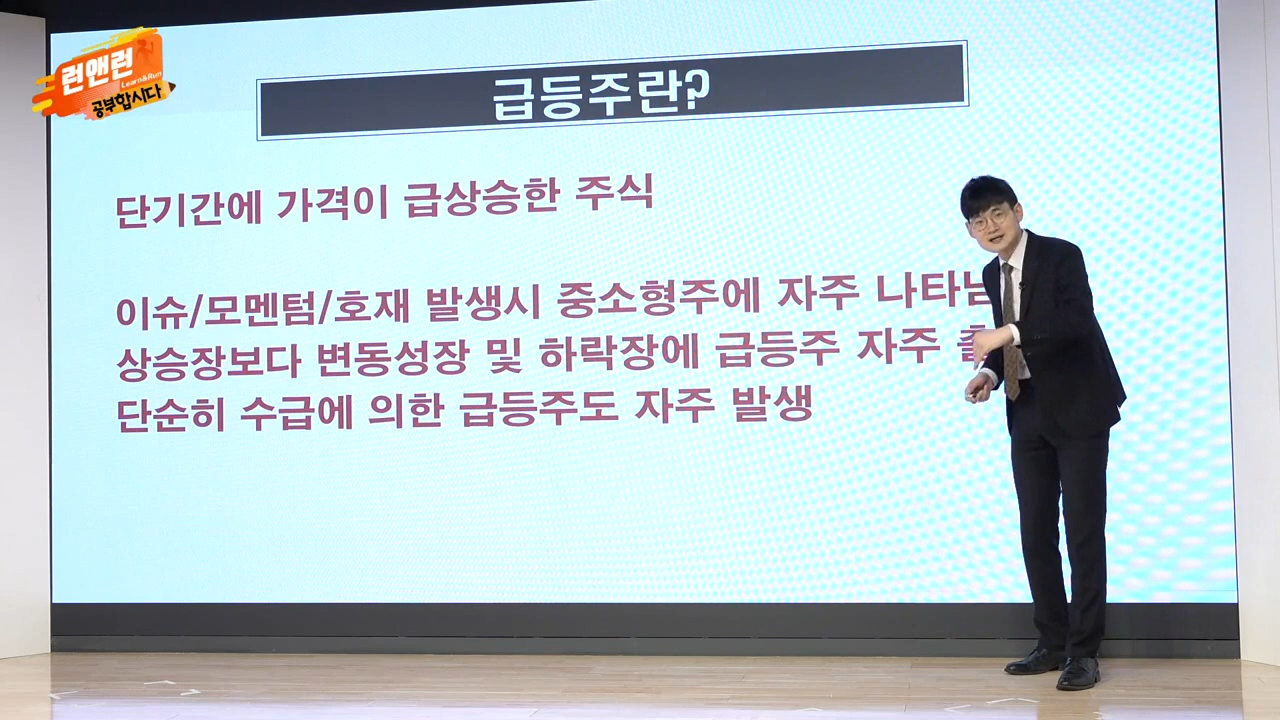 런앤런
Learn&Run
공부합시다
급등주란?
단기간에 가격이 급상승한 주식
이슈/모멘텀/호재 발생시 중소형주에 자주 나타남
상승장보다 변동성장 및 하락장에 급등주 자주
단순히 수급에 의한 급등주도 자주 발생